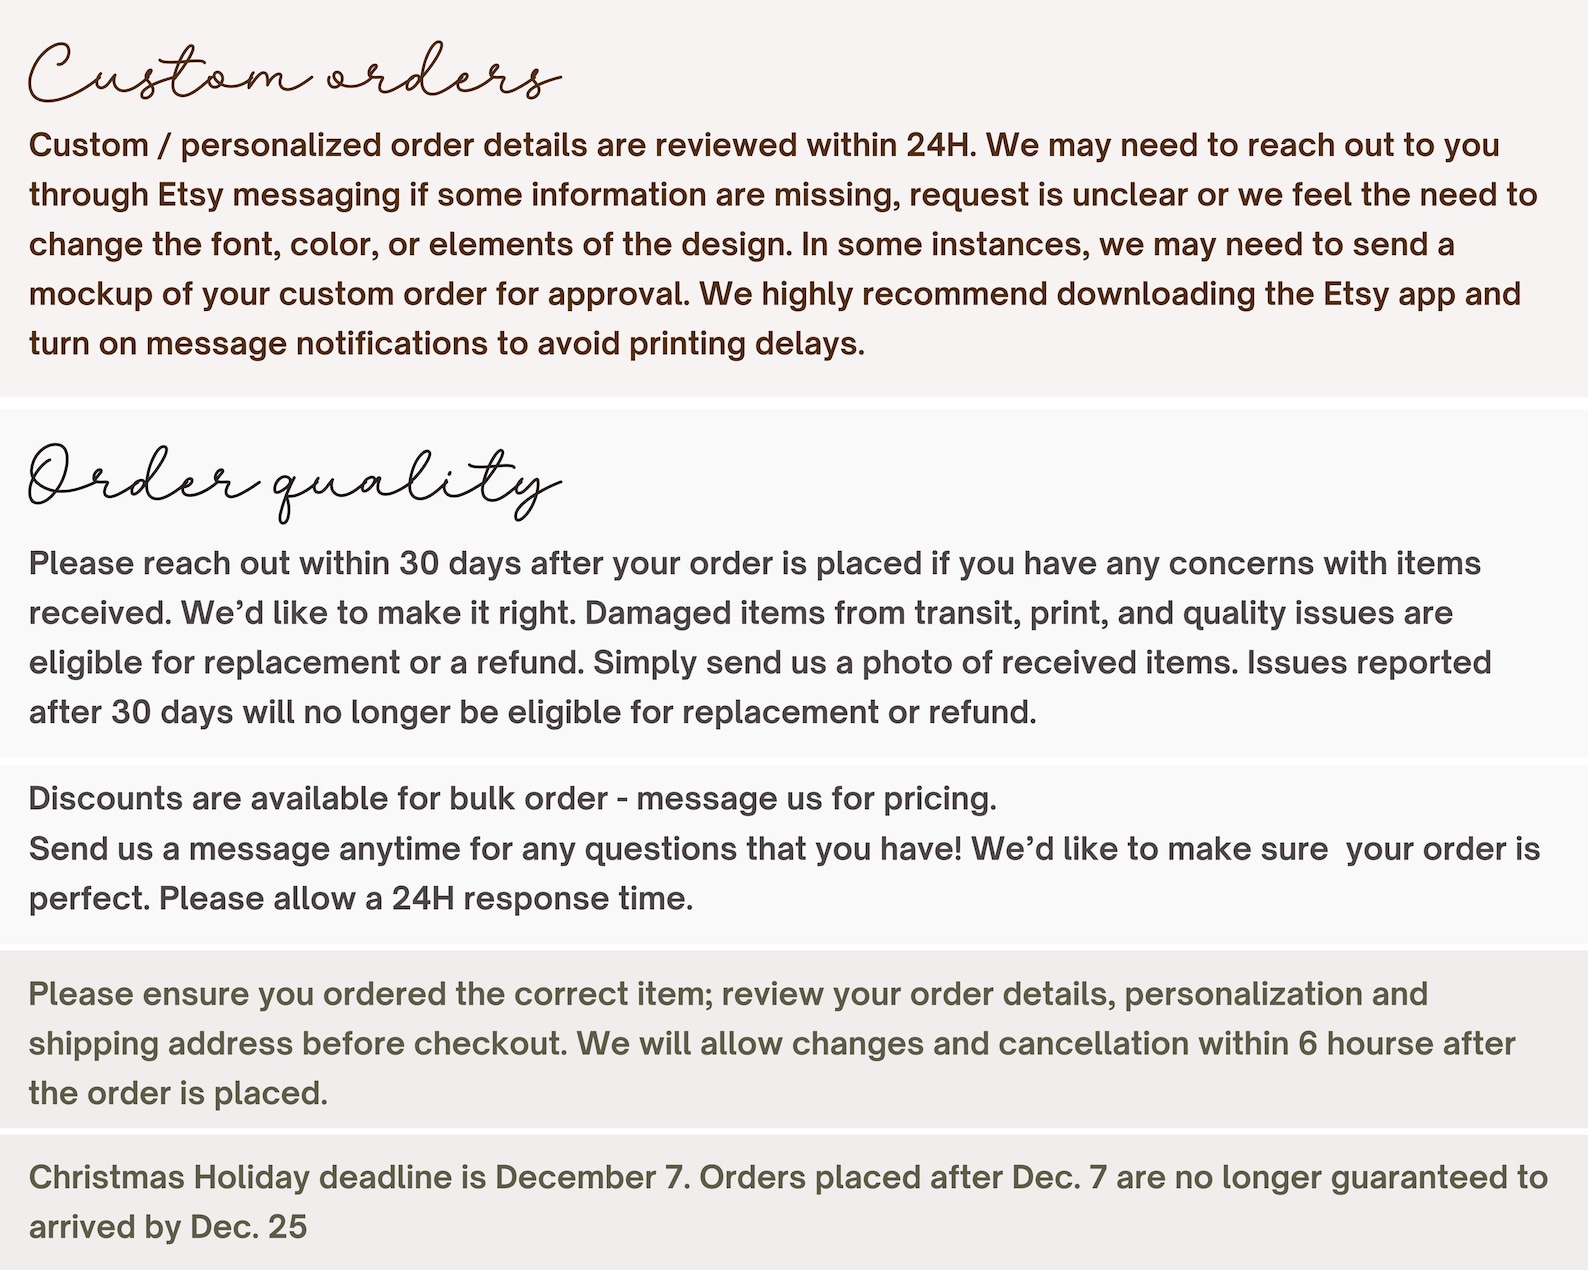 Custom orders
Custom / personalized order details are reviewed within 24H. We may need to reach out to you
through Etsy messaging if some information are missing, request is unclear or we feel the need to
change the font, color, or elements of the design. In some instances, we may need to send a
mockup of your custom order for approval. We highly recommend downloading the Etsy app and
turn on message notifications to avoid printing delays.
Order quality
Please reach out within 30 days after your order is placed if you have any concerns with items
received. We’d like to make it right. Damaged items from transit, print, and quality issues are
eligible for replacement or a refund. Simply send us a photo of received items. Issues reported
after 30 days will no longer be eligible for replacement or refund.
Discounts are available for bulk order - message us for pricing.
Send us a message anytime for any questions that you have! We’d like to make sure  your order is
perfect. Please allow a 24H response time.
Please ensure you ordered the correct item; review your order details, personalization and
shipping address before checkout. We will allow changes and cancellation within 6 hourse after
the order is placed.
Christmas Holiday deadline is December 7. Orders placed after Dec. 7 are no longer guaranteed to
arrived by Dec. 25